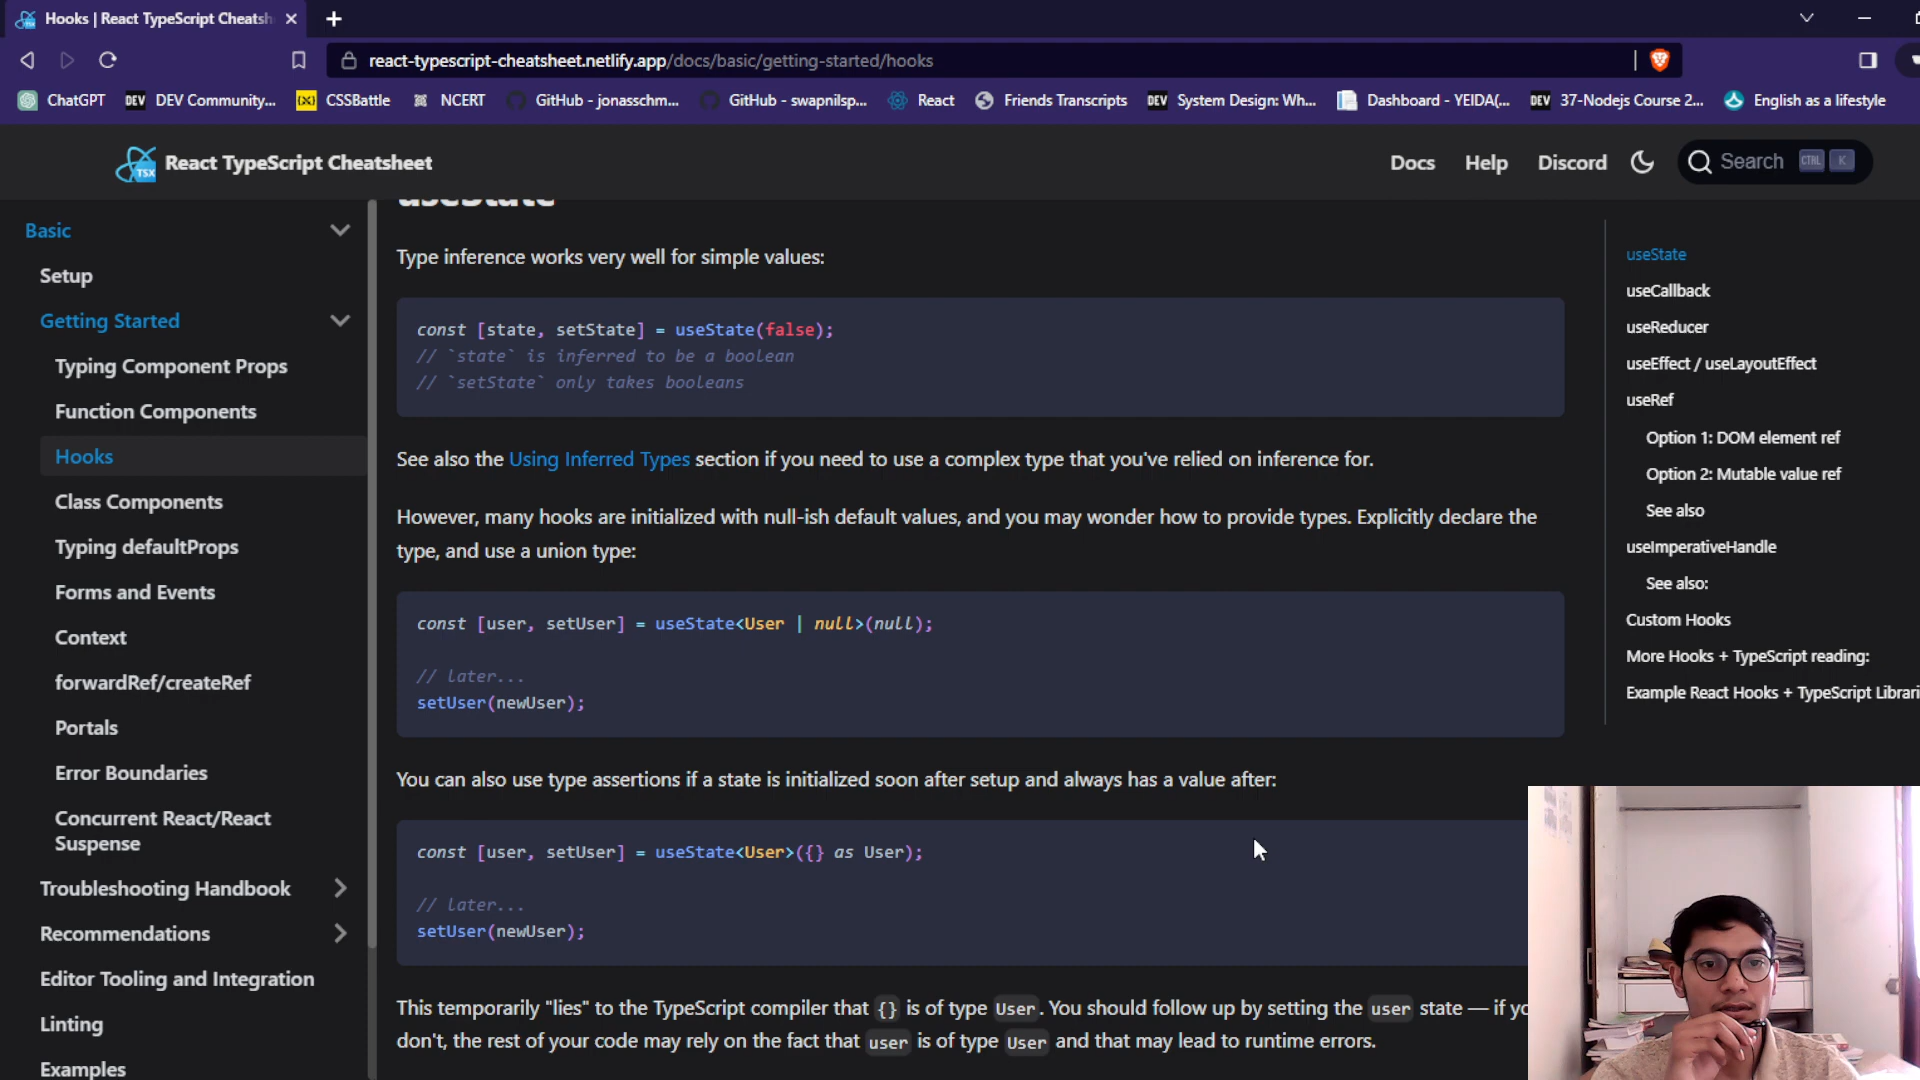 Hooks | React TypeScript Cheatsh
react-typescript-cheatsheet.netlify.app/docs/basic/getting-started/hooks
ChatGPT
DEV Community...
CSSBattle
NCERT
GitHub - jonasschm...
GitHub - swapnilsp...
React
Friends Transcripts
System Design: Wh...
Dashboard - YEIDA(...
37-Nodejs Course 2...
English as a lifestyle
React TypeScript Cheatsheet
Docs
Help
Discord
Search CTRL K
Basic
Setup
Getting Started
Typing Component Props
Function Components
Hooks
Class Components
Typing defaultProps
Forms and Events
Context
forwardRef/createRef
Portals
Error Boundaries
Concurrent React/React
Suspense
Troubleshooting Handbook
Recommendations
Editor Tooling and Integration
Linting
Examples
useState
Type inference works very well for simple values:
const [state, setState] = useState(false);
// `state` is inferred to be a boolean
// `setState` only takes booleans
See also the Using Inferred Types section if you need to use a complex type that you've relied on inference for.
However, many hooks are initialized with null-ish default values, and you may wonder how to provide types. Explicitly declare the
type, and use a union type:
const [user, setUser] = useState<User | null>(null);
// later...
setUser(newUser);
You can also use type assertions if a state is initialized soon after setup and always has a value after:
const [user, setUser] = useState<User>({} as User);
// later...
setUser(newUser);
This temporarily "lies" to the TypeScript compiler that {} is of type User. You should follow up by setting the user state — if yo
don't, the rest of your code may rely on the fact that user is of type User and that may lead to runtime errors.
useState
useCallback
useReducer
useEffect / useLayoutEffect
useRef
Option 1: DOM element ref
Option 2: Mutable value ref
See also
useImperativeHandle
See also:
Custom Hooks
More Hooks + TypeScript reading:
Example React Hooks + TypeScript Librari